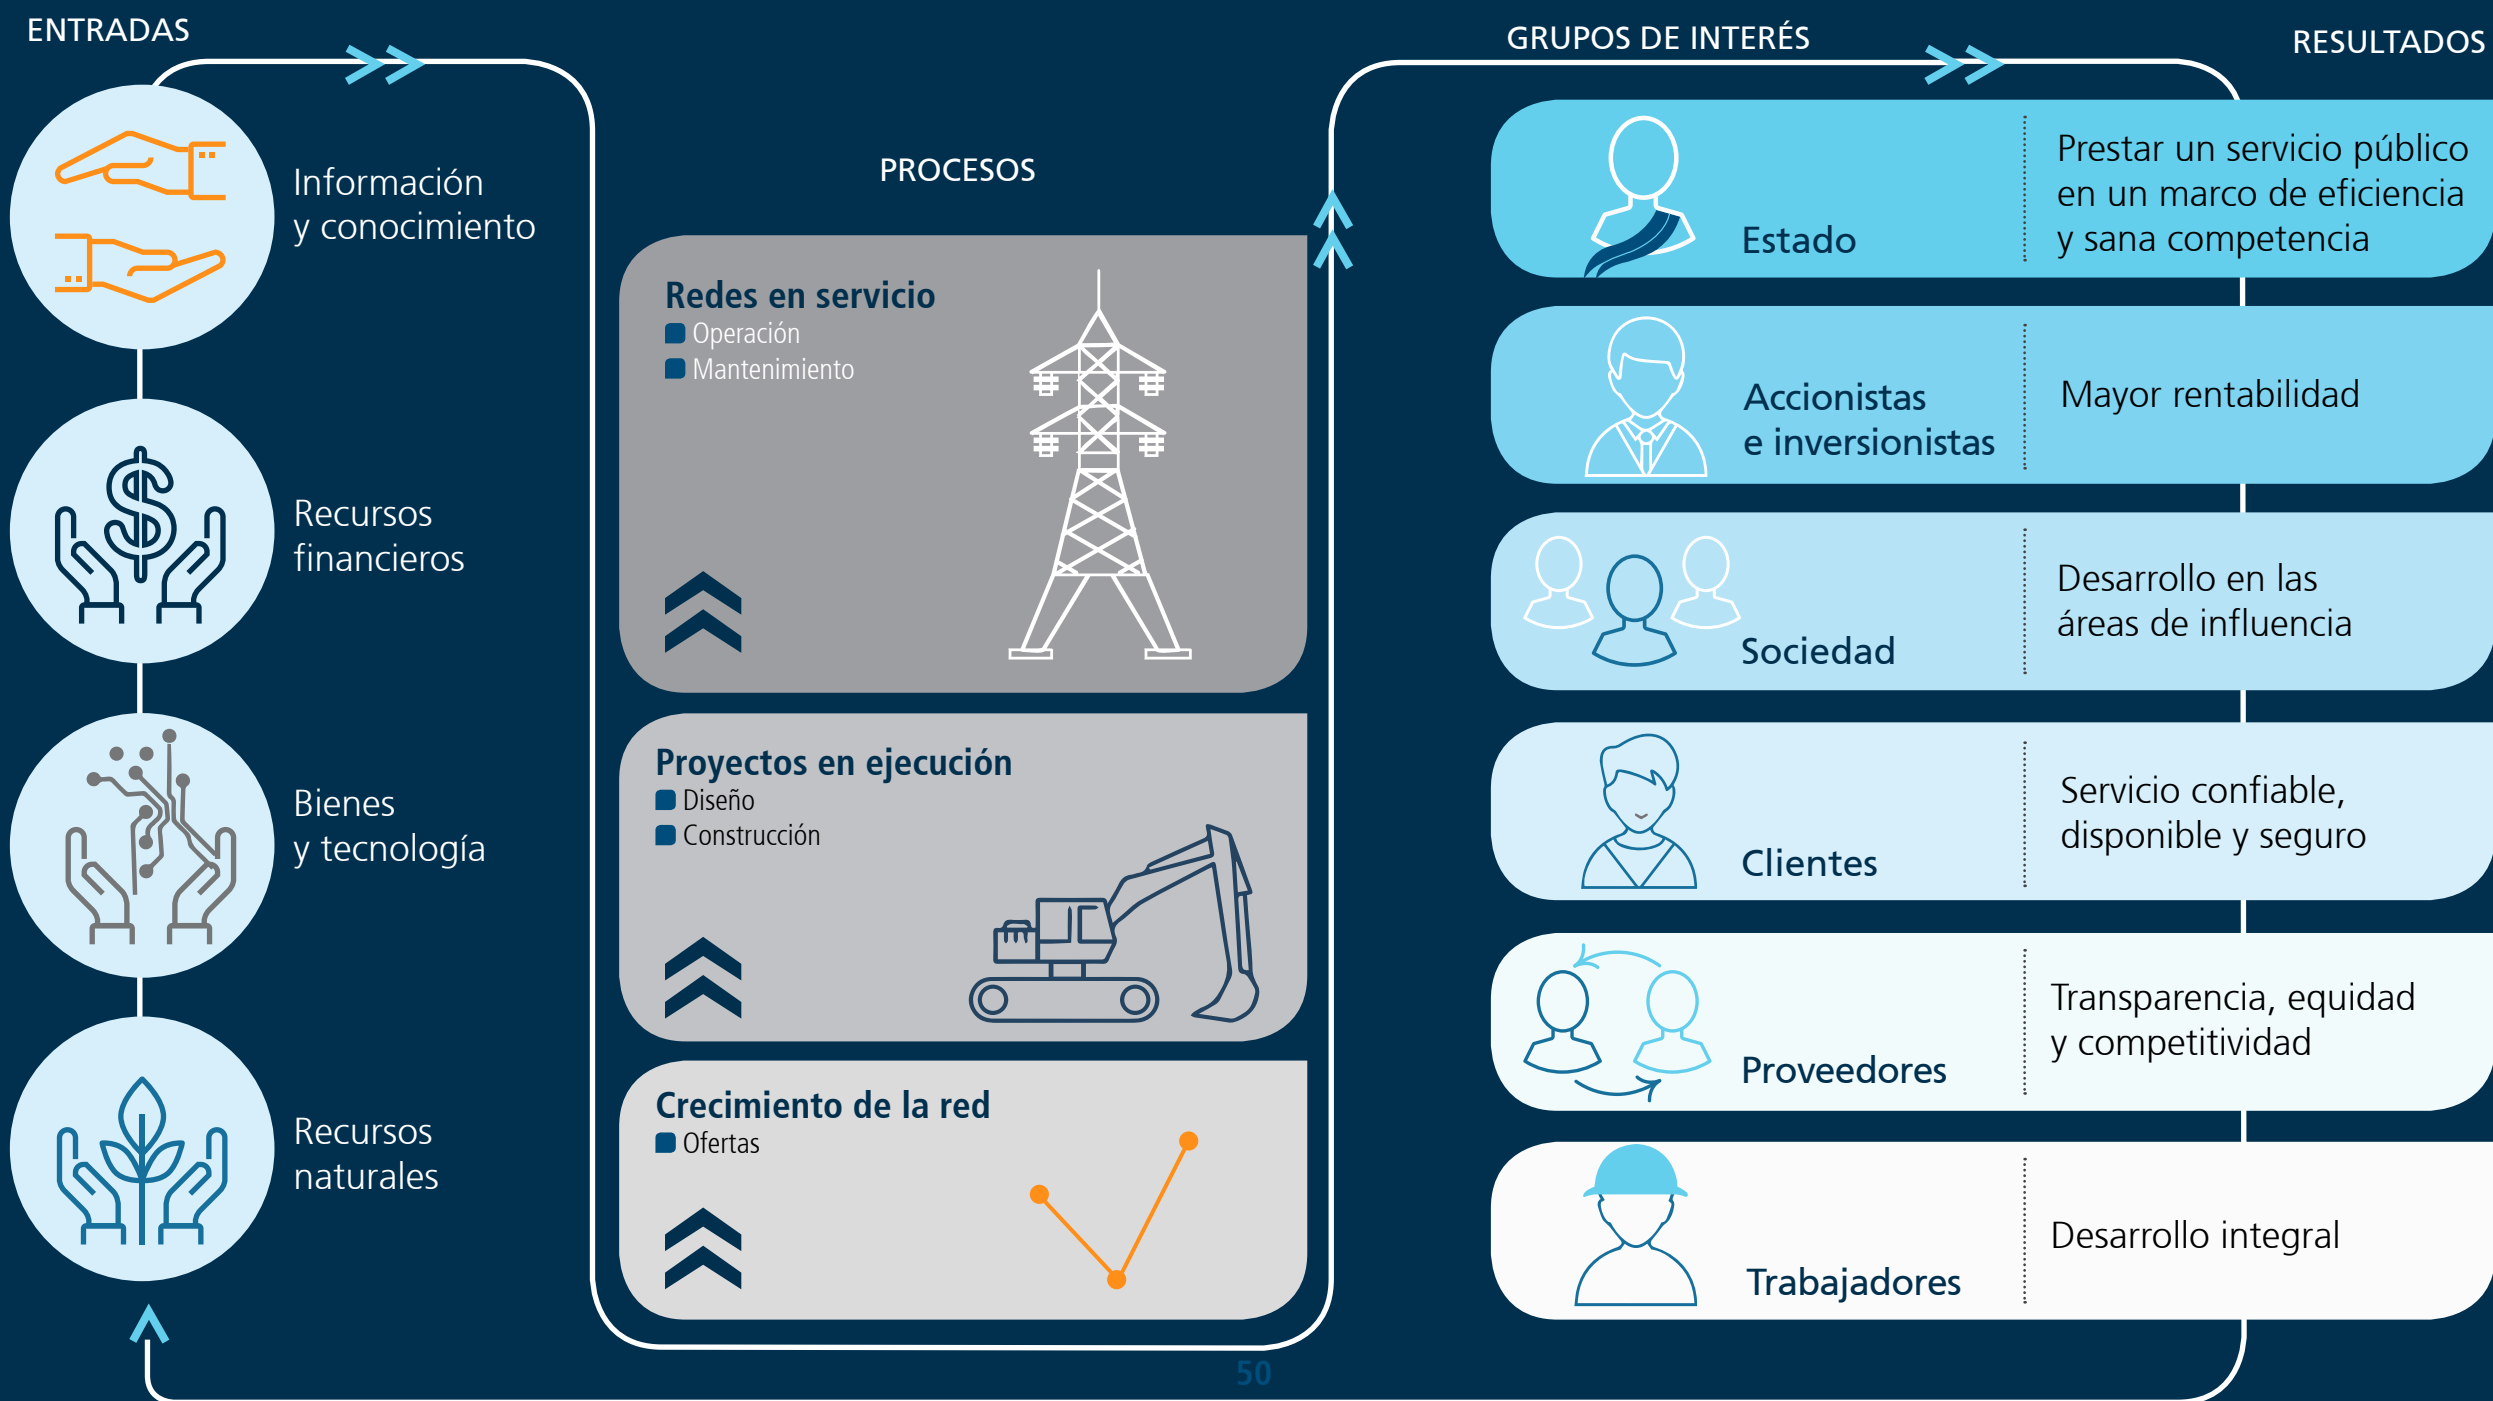 ENTRADAS
Información
y conocimiento
Recursos
financieros
Bienes
y tecnología
Recursos
naturales
PROCESOS
Redes en servicio
Operación
Mantenimiento
Proyectos en ejecución
Diseño
Construcción
Crecimiento de la red
Ofertas
GRUPOS DE INTERÉS
RESULTADOS
Estado
Prestar un servicio público
en un marco de eficiencia
y sana competencia
Accionistas
e inversionistas
Mayor rentabilidad
Sociedad
Desarrollo en las
áreas de influencia
Clientes
Servicio confiable,
disponible y seguro
Proveedores
Transparencia, equidad
y competitividad
Trabajadores
Desarrollo integral
50